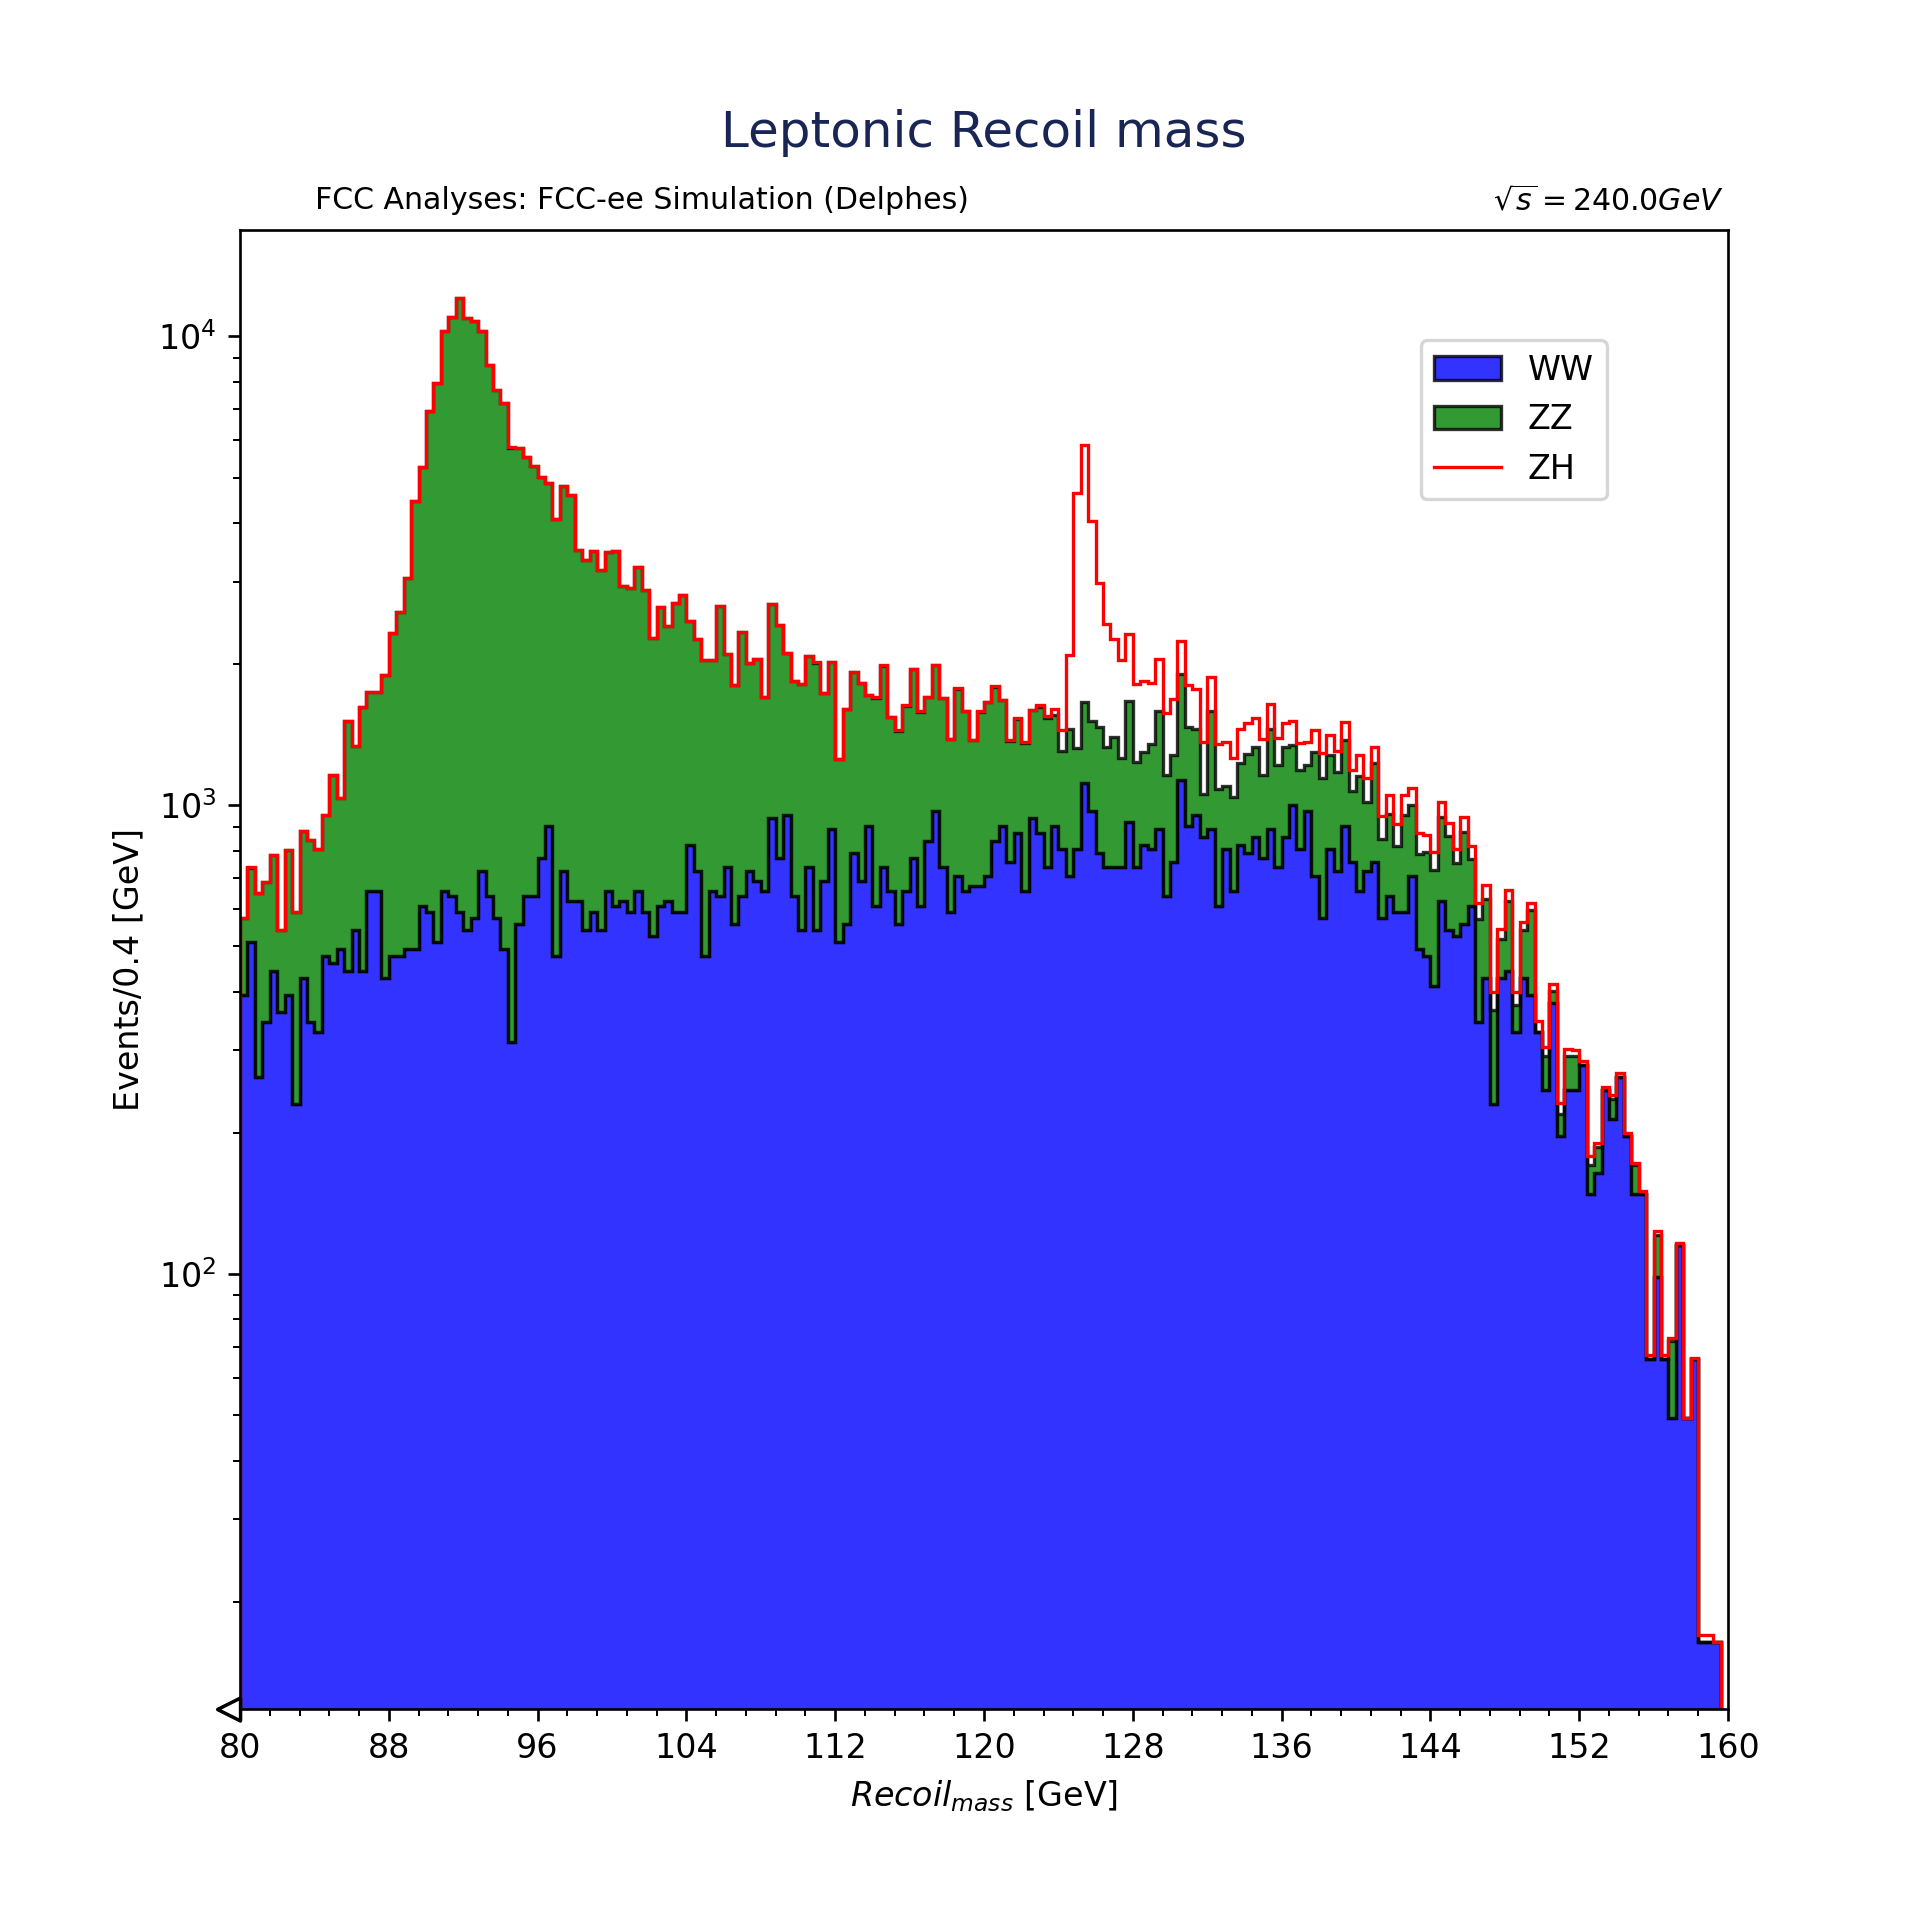 Leptonic Recoil mass
FCC Analyses: FCC-ee Simulation (Delphes)
√s = 240.0GeV
WW
ZZ
ZH
Events/0.4 [GeV]
10⁴
10³
10²
80 88 96 104 112 120 128 136 144 152 160
Recoilₘₐₛₛ [GeV]